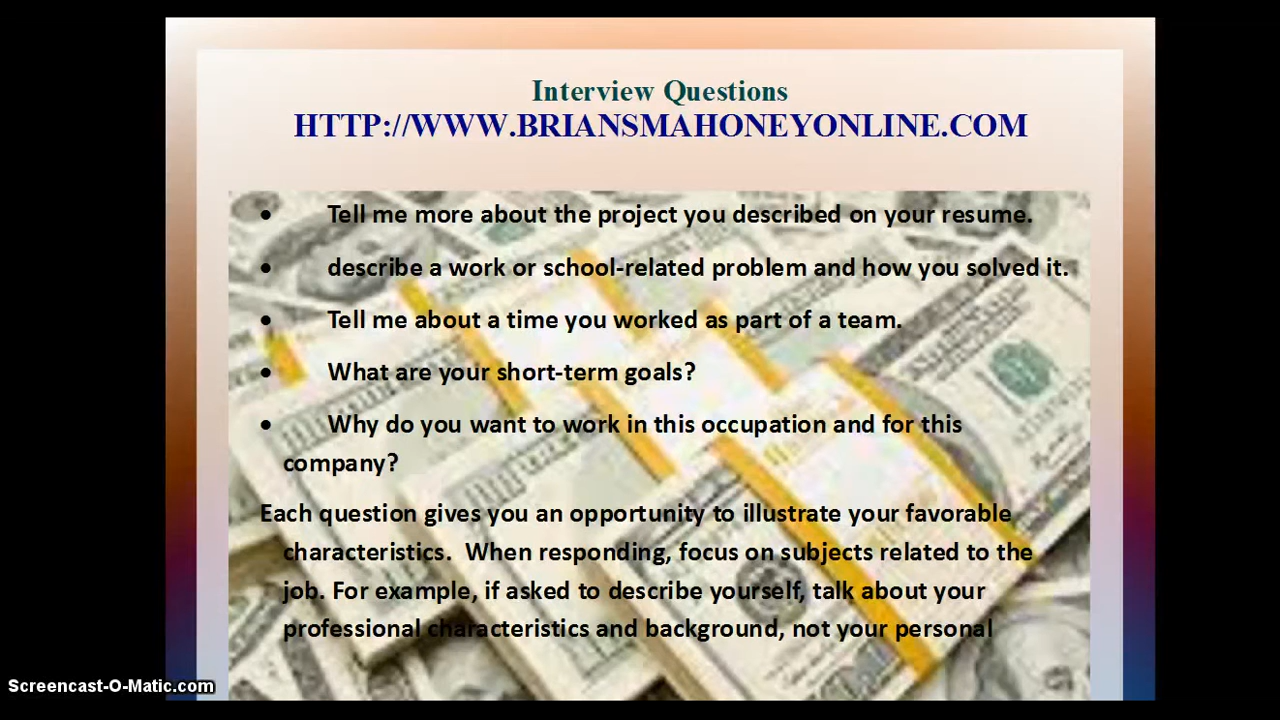 Interview Questions
HTTP://WWW.BRIANSMAHONEYONLINE.COM
• Tell me more about the project you described on your resume.
• describe a work or school-related problem and how you solved it.
• Tell me about a time you worked as part of a team.
• What are your short-term goals?
• Why do you want to work in this occupation and for this
company?
Each question gives you an opportunity to illustrate your favorable
characteristics.  When responding, focus on subjects related to the
job. For example, if asked to describe yourself, talk about your
professional characteristics and background, not your personal
Screencast-O-Matic.com